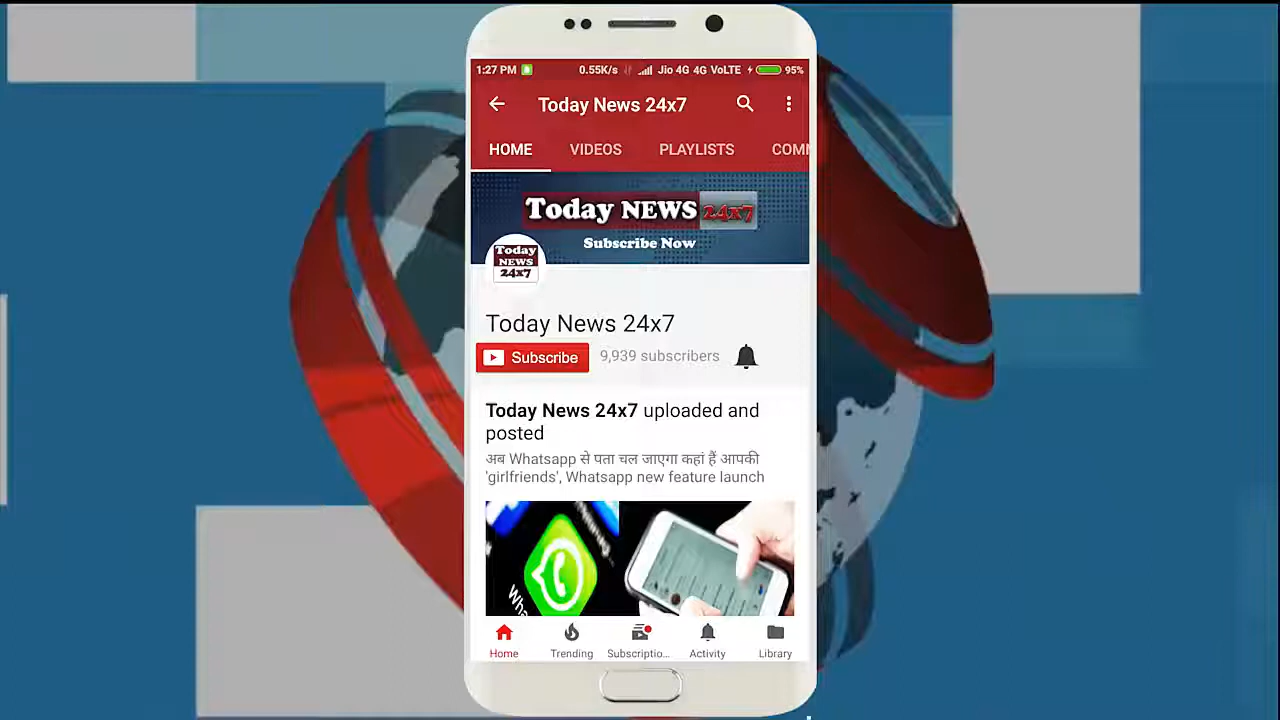 1:27 PM 0.55K/s Jio 4G 4G VoLTE 95%
Today News 24x7
HOME VIDEOS PLAYLISTS COMM
Today NEWS 24x7
Subscribe Now
Today
NEWS
24x7
Today News 24x7
Subscribe 9,939 subscribers
Today News 24x7 uploaded and
posted
अब Whatsapp से पता चल जाएगा कहां हैं आपकी
'girlfriends', Whatsapp new feature launch
Wha
Home Trending Subscriptio... Activity Library